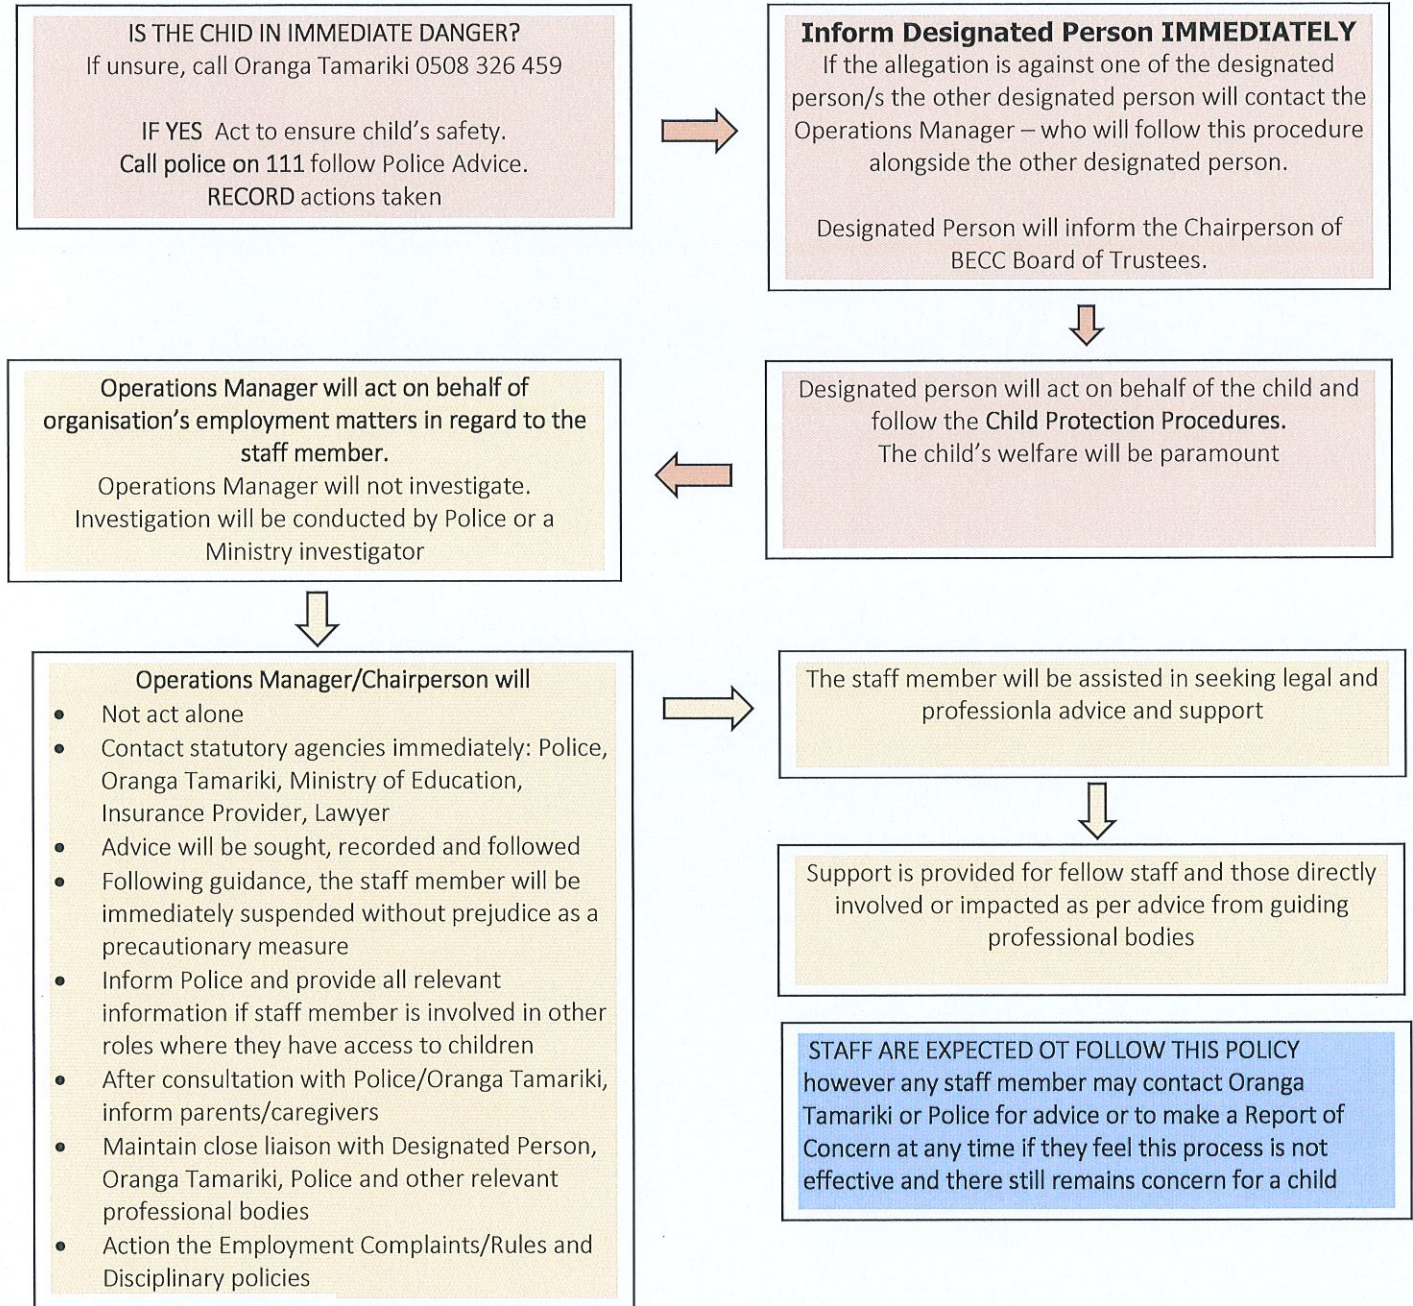 IS THE CHID IN IMMEDIATE DANGER?
If unsure, call Oranga Tamariki 0508 326 459
IF YES  Act to ensure child's safety.
Call police on 111 follow Police Advice.
RECORD actions taken
Inform Designated Person IMMEDIATELY
If the allegation is against one of the designated
person/s the other designated person will contact the
Operations Manager – who will follow this procedure
alongside the other designated person.
Designated Person will inform the Chairperson of
BECC Board of Trustees.
Designated person will act on behalf of the child and
follow the Child Protection Procedures.
The child's welfare will be paramount
Operations Manager will act on behalf of
organisation's employment matters in regard to the
staff member.
Operations Manager will not investigate.
Investigation will be conducted by Police or a
Ministry investigator
Operations Manager/Chairperson will
• Not act alone
• Contact statutory agencies immediately: Police,
Oranga Tamariki, Ministry of Education,
Insurance Provider, Lawyer
• Advice will be sought, recorded and followed
• Following guidance, the staff member will be
immediately suspended without prejudice as a
precautionary measure
• Inform Police and provide all relevant
information if staff member is involved in other
roles where they have access to children
• After consultation with Police/Oranga Tamariki,
inform parents/caregivers
• Maintain close liaison with Designated Person,
Oranga Tamariki, Police and other relevant
professional bodies
• Action the Employment Complaints/Rules and
Disciplinary policies
The staff member will be assisted in seeking legal and
professionla advice and support
Support is provided for fellow staff and those directly
involved or impacted as per advice from guiding
professional bodies
STAFF ARE EXPECTED OT FOLLOW THIS POLICY
however any staff member may contact Oranga
Tamariki or Police for advice or to make a Report of
Concern at any time if they feel this process is not
effective and there still remains concern for a child